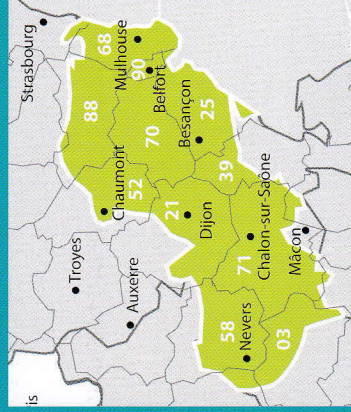 Strasbourg
68
Mulhouse
90
Belfort
88
70
Besançon
25
Chaumont
52
39
21
Dijon
Troyes
Auxerre
71
Chalon-sur-Saône
Mâcon
58
Nevers
03
is